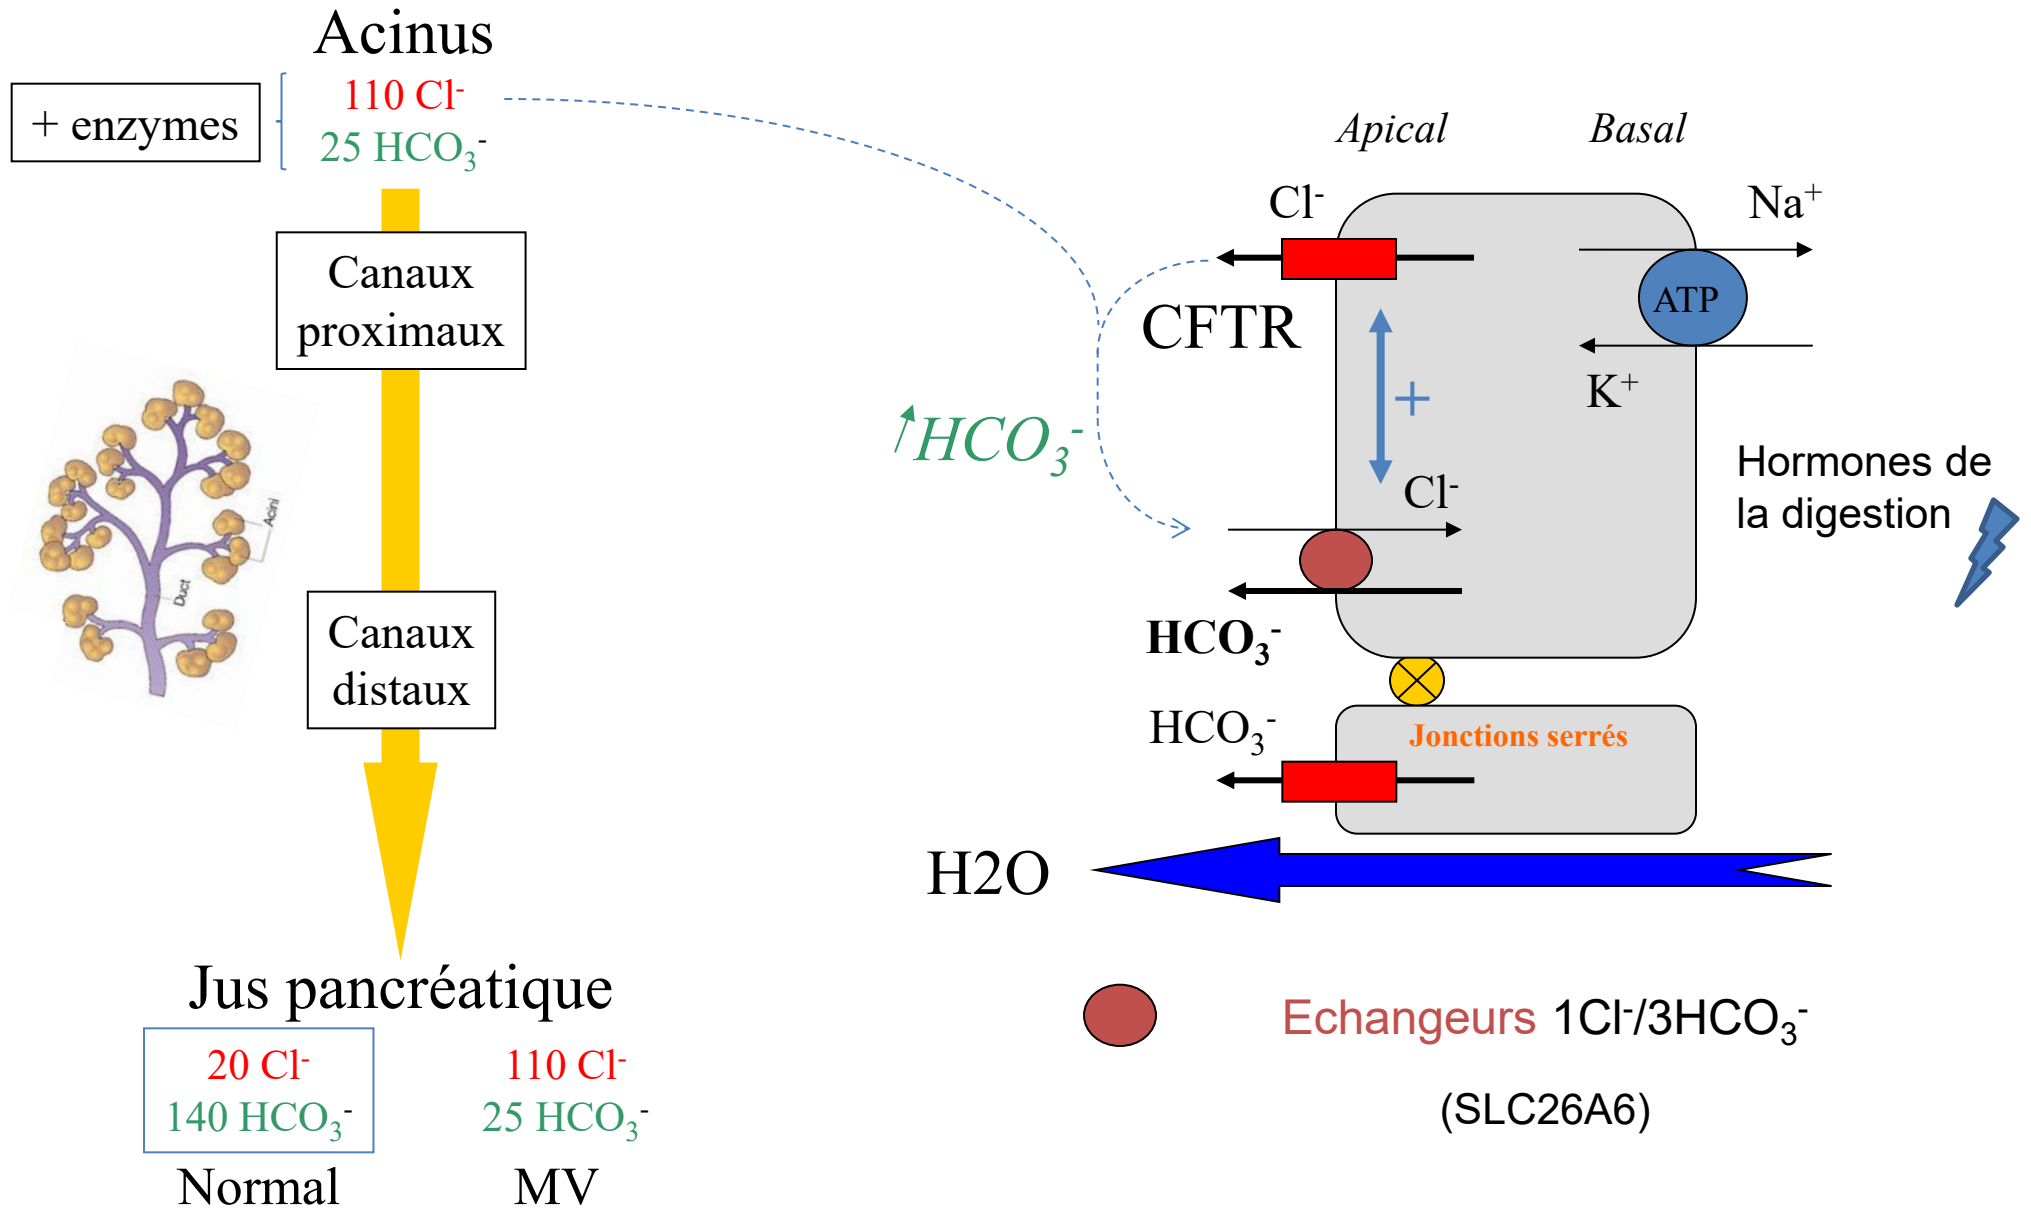 Acinus
110 Cl⁻
25 HCO₃⁻
+ enzymes
Canaux
proximaux
Acini
Duct
Canaux
distaux
Jus pancréatique
20 Cl⁻
140 HCO₃⁻
Normal
110 Cl⁻
25 HCO₃⁻
MV
Apical
Basal
Cl⁻
Na⁺
CFTR
ATP
K⁺
+
HCO₃⁻
Cl⁻
Hormones de
la digestion
HCO₃⁻
HCO₃⁻
Jonctions serrés
H2O
Echangeurs 1Cl⁻/3HCO₃⁻
(SLC26A6)